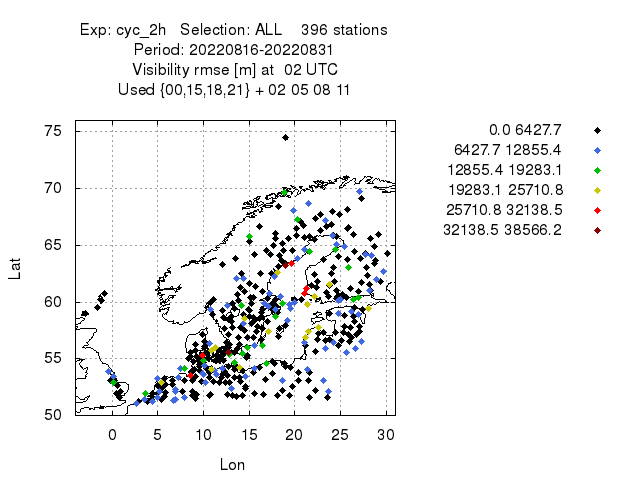 Exp: cyc_2h   Selection: ALL    396 stations
Period: 20220816-20220831
Visibility rmse [m] at  02 UTC
Used {00,15,18,21} + 02 05 08 11
0.0 6427.7
6427.7 12855.4
12855.4 19283.1
19283.1 25710.8
25710.8 32138.5
32138.5 38566.2
75
70
65
60
55
50
Lat
0 5 10 15 20 25 30
Lon